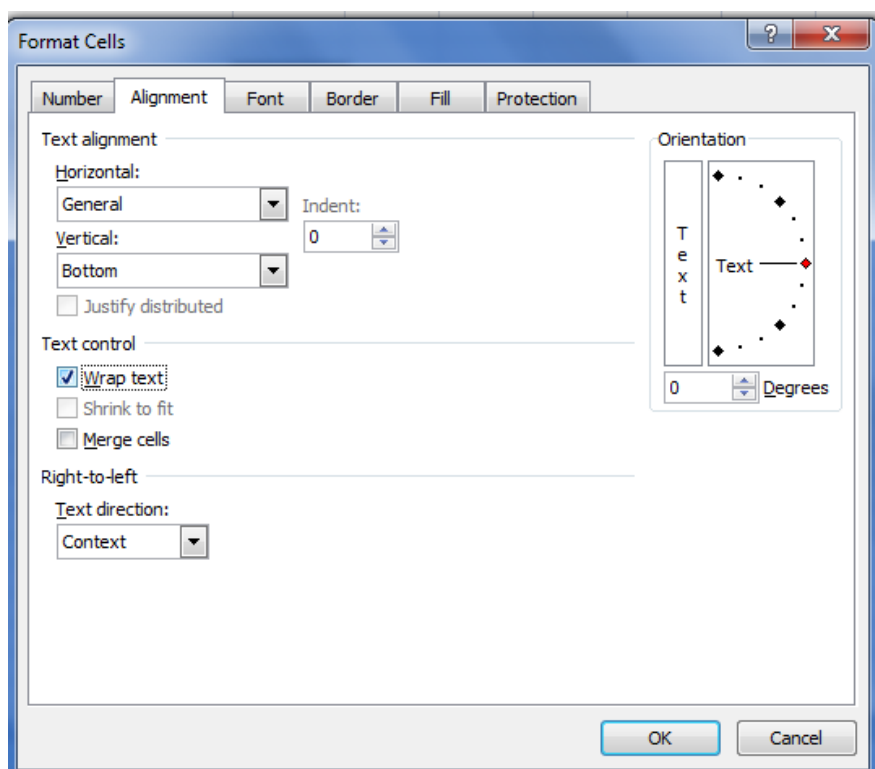 Format Cells
Number Alignment Font Border Fill Protection
Text alignment
Horizontal:
General
Indent:
0
Vertical:
Bottom
Justify distributed
Text control
Wrap text
Shrink to fit
Merge cells
Right-to-left
Text direction:
Context
Orientation
Text
Text
0 Degrees
OK Cancel